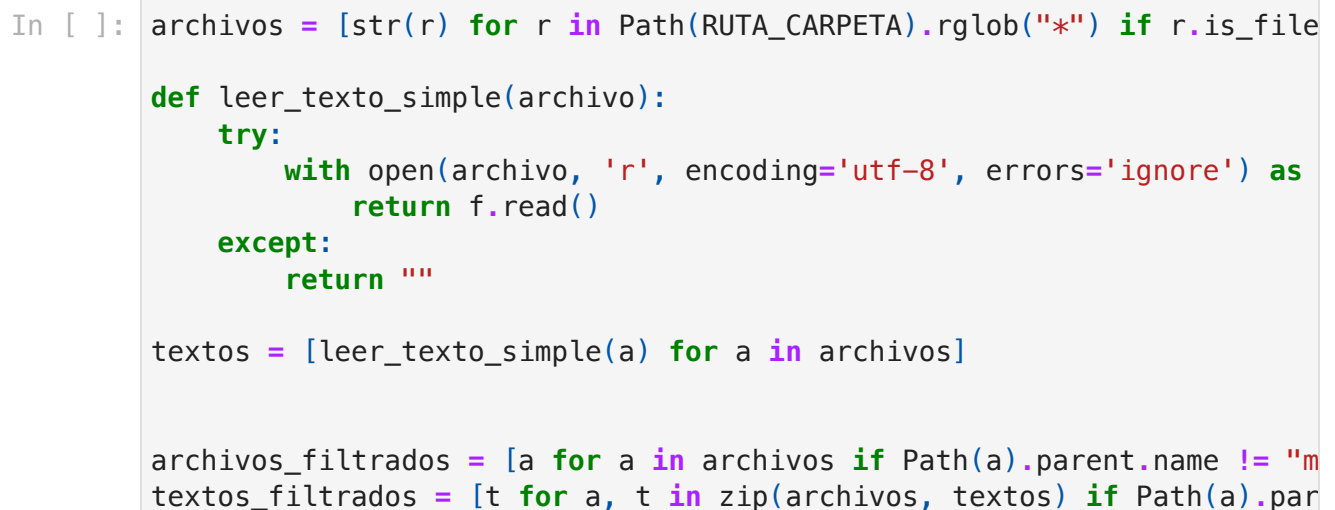 In [ ]: archivos = [str(r) for r in Path(RUTA_CARPETA).rglob("*") if r.is_file
def leer_texto_simple(archivo):
    try:
        with open(archivo, 'r', encoding='utf-8', errors='ignore') as
            return f.read()
    except:
        return ""
textos = [leer_texto_simple(a) for a in archivos]
archivos_filtrados = [a for a in archivos if Path(a).parent.name != "m
textos_filtrados = [t for a, t in zip(archivos, textos) if Path(a).par